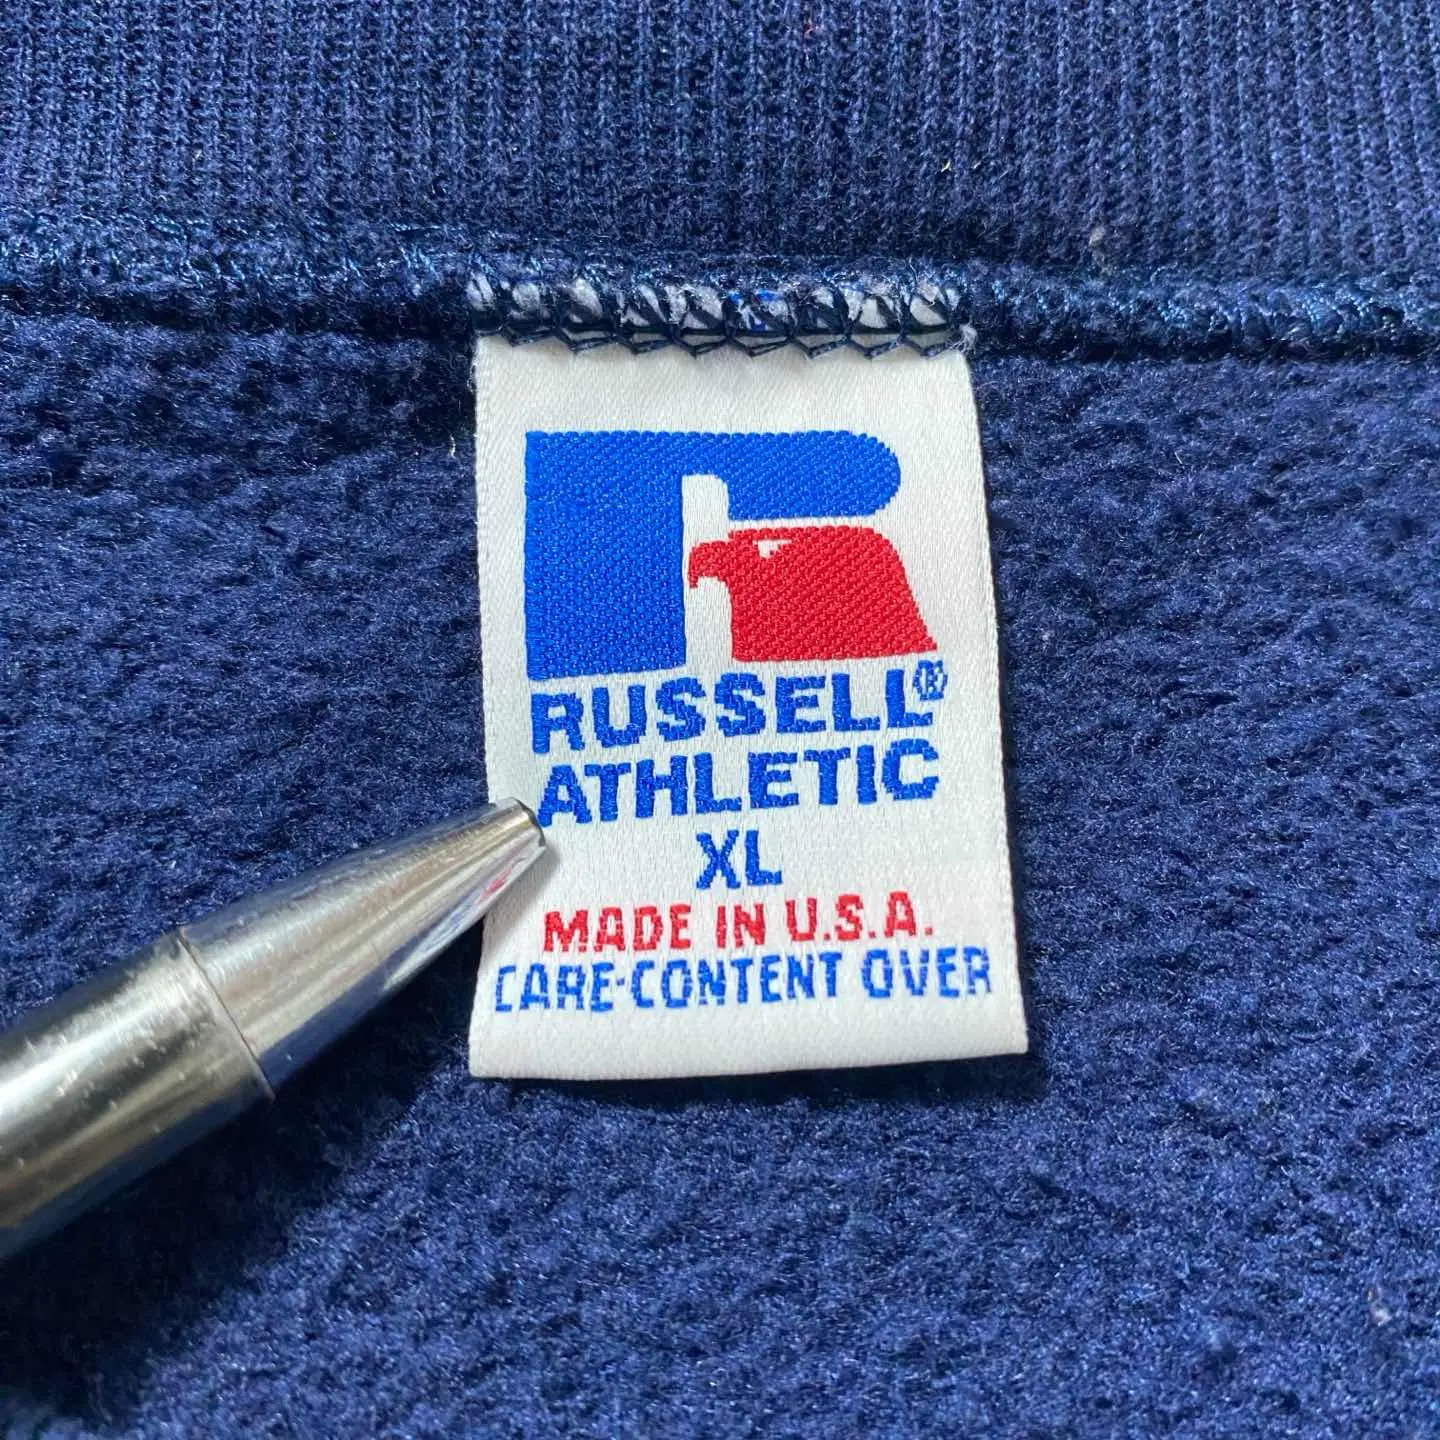 RUSSELL®
ATHLETIC
XL
MADE IN U.S.A.
CARE-CONTENT OVER